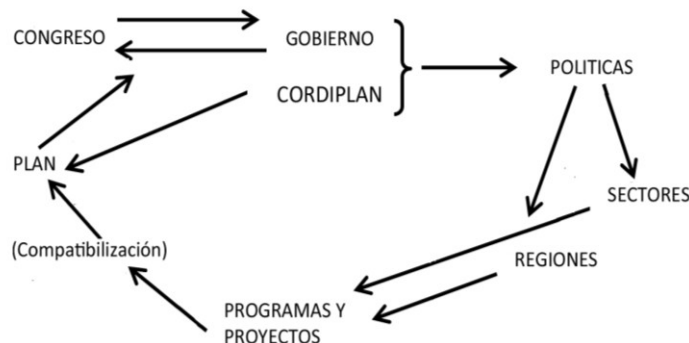 CONGRESO
GOBIERNO
CORDIPLAN
POLITICAS
PLAN
SECTORES
(Compatibilización)
REGIONES
PROGRAMAS Y
PROYECTOS